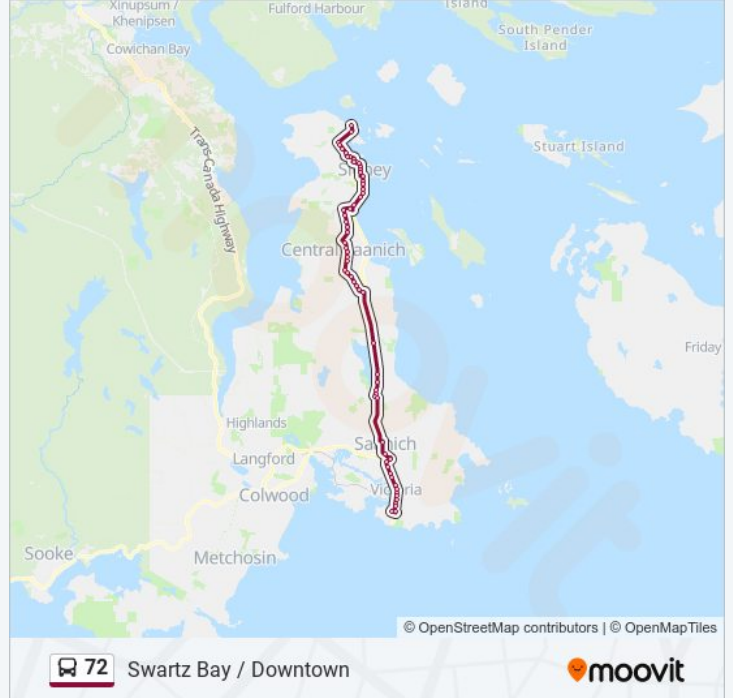 Xinupsum /
Khenipsen
Fulford Harbour
Island
South Pender
Island
Cowichan Bay
Trans-Canada Highway
Stuart Island
Sidney
Central Saanich
Friday
Highlands
Saanich
Langford
Victoria
Colwood
Sooke
Metchosin
© OpenStreetMap contributors | © OpenMapTiles
72 Swartz Bay / Downtown
moovit